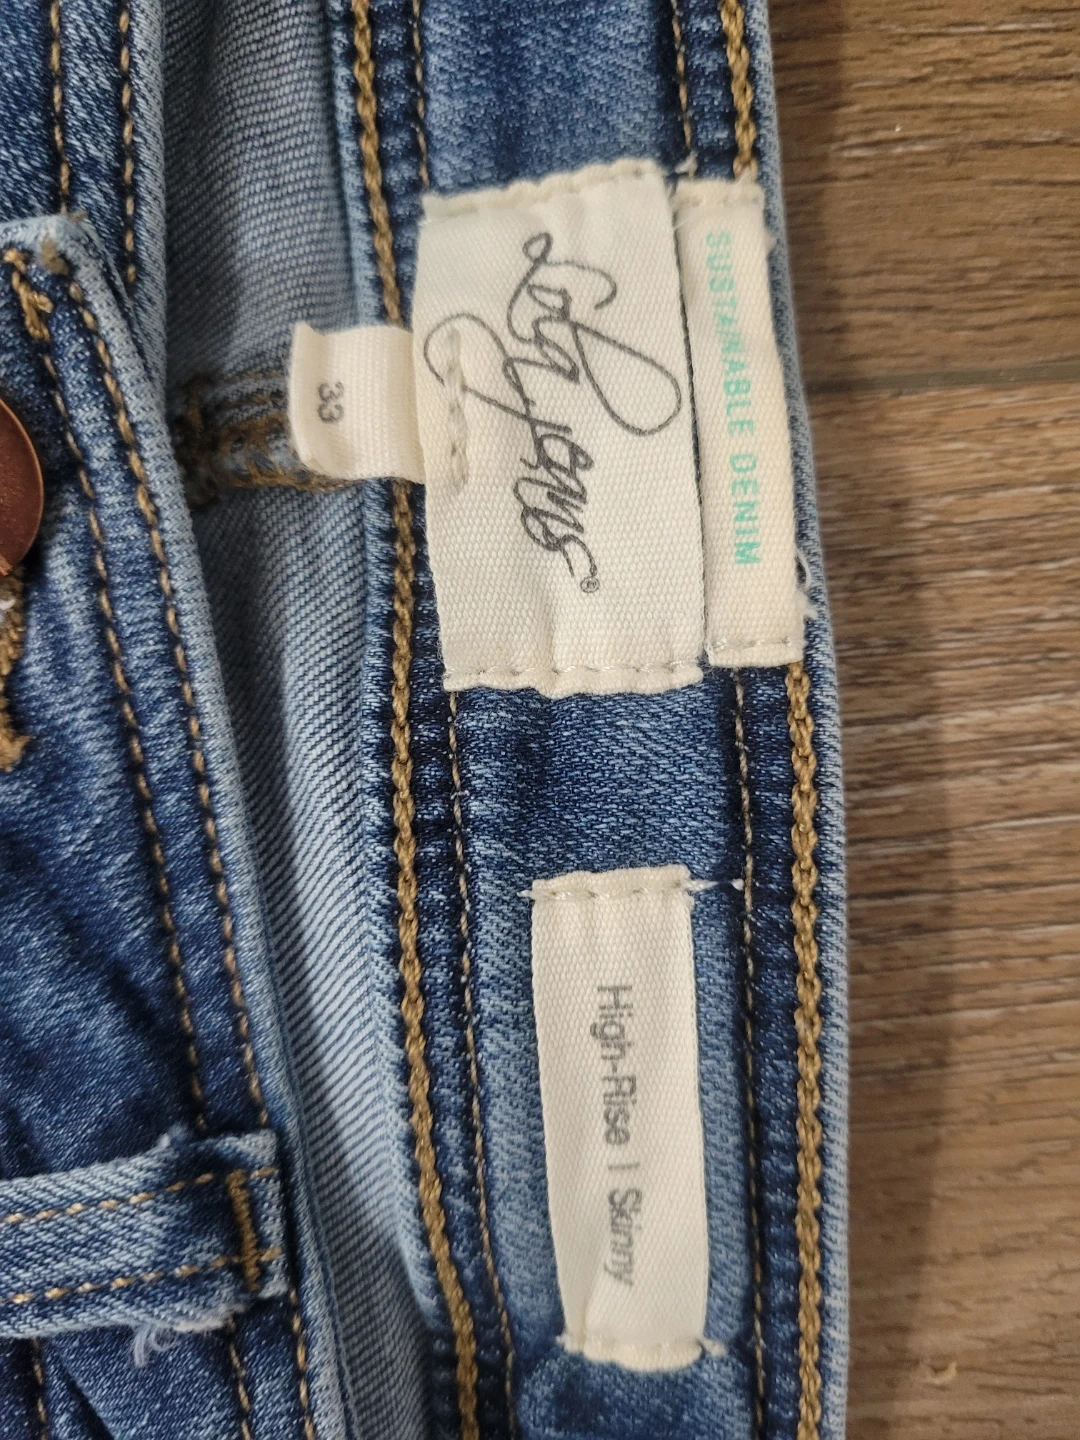 SUSTAINABLE DENIM
Lola Jeans®
33
High-Rise | Skinny